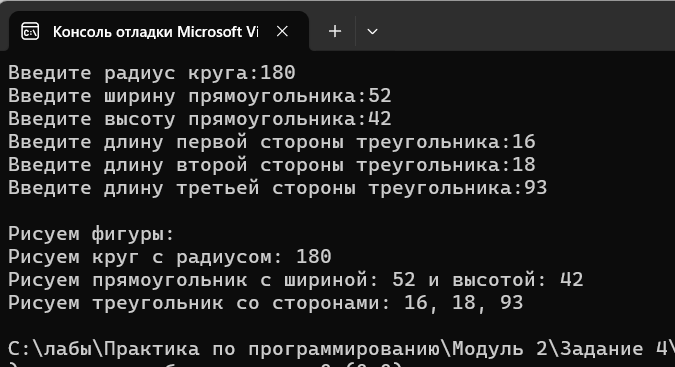 Консоль отладки Microsoft Vi
Введите радиус круга:180
Введите ширину прямоугольника:52
Введите высоту прямоугольника:42
Введите длину первой стороны треугольника:16
Введите длину второй стороны треугольника:18
Введите длину третьей стороны треугольника:93
Рисуем фигуры:
Рисуем круг с радиусом: 180
Рисуем прямоугольник с шириной: 52 и высотой: 42
Рисуем треугольник со сторонами: 16, 18, 93
C:\лабы\Практика по программированию\Модуль 2\Задание 4\